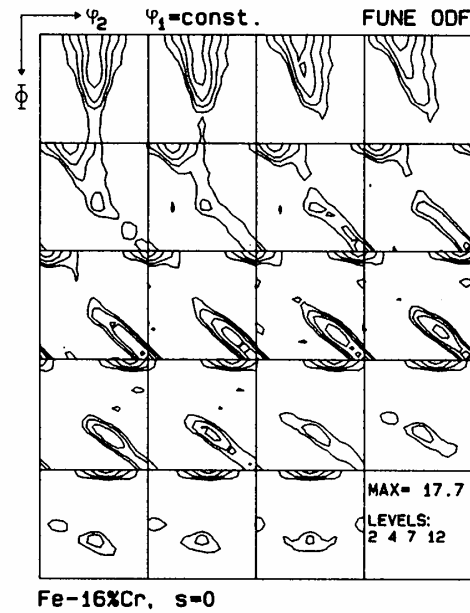 φ2 φ1=const. FUNE ODF
Φ
MAX= 17.7
LEVELS:
2 4 7 12
Fe-16%Cr, s=0